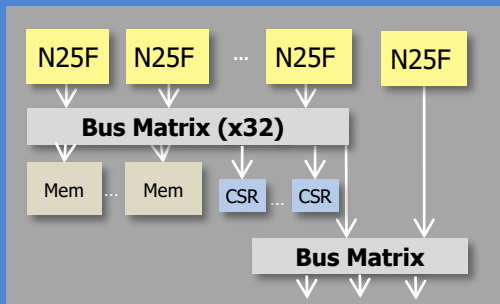 N25F N25F ... N25F N25F
Bus Matrix (x32)
Mem ... Mem CSR ... CSR
Bus Matrix